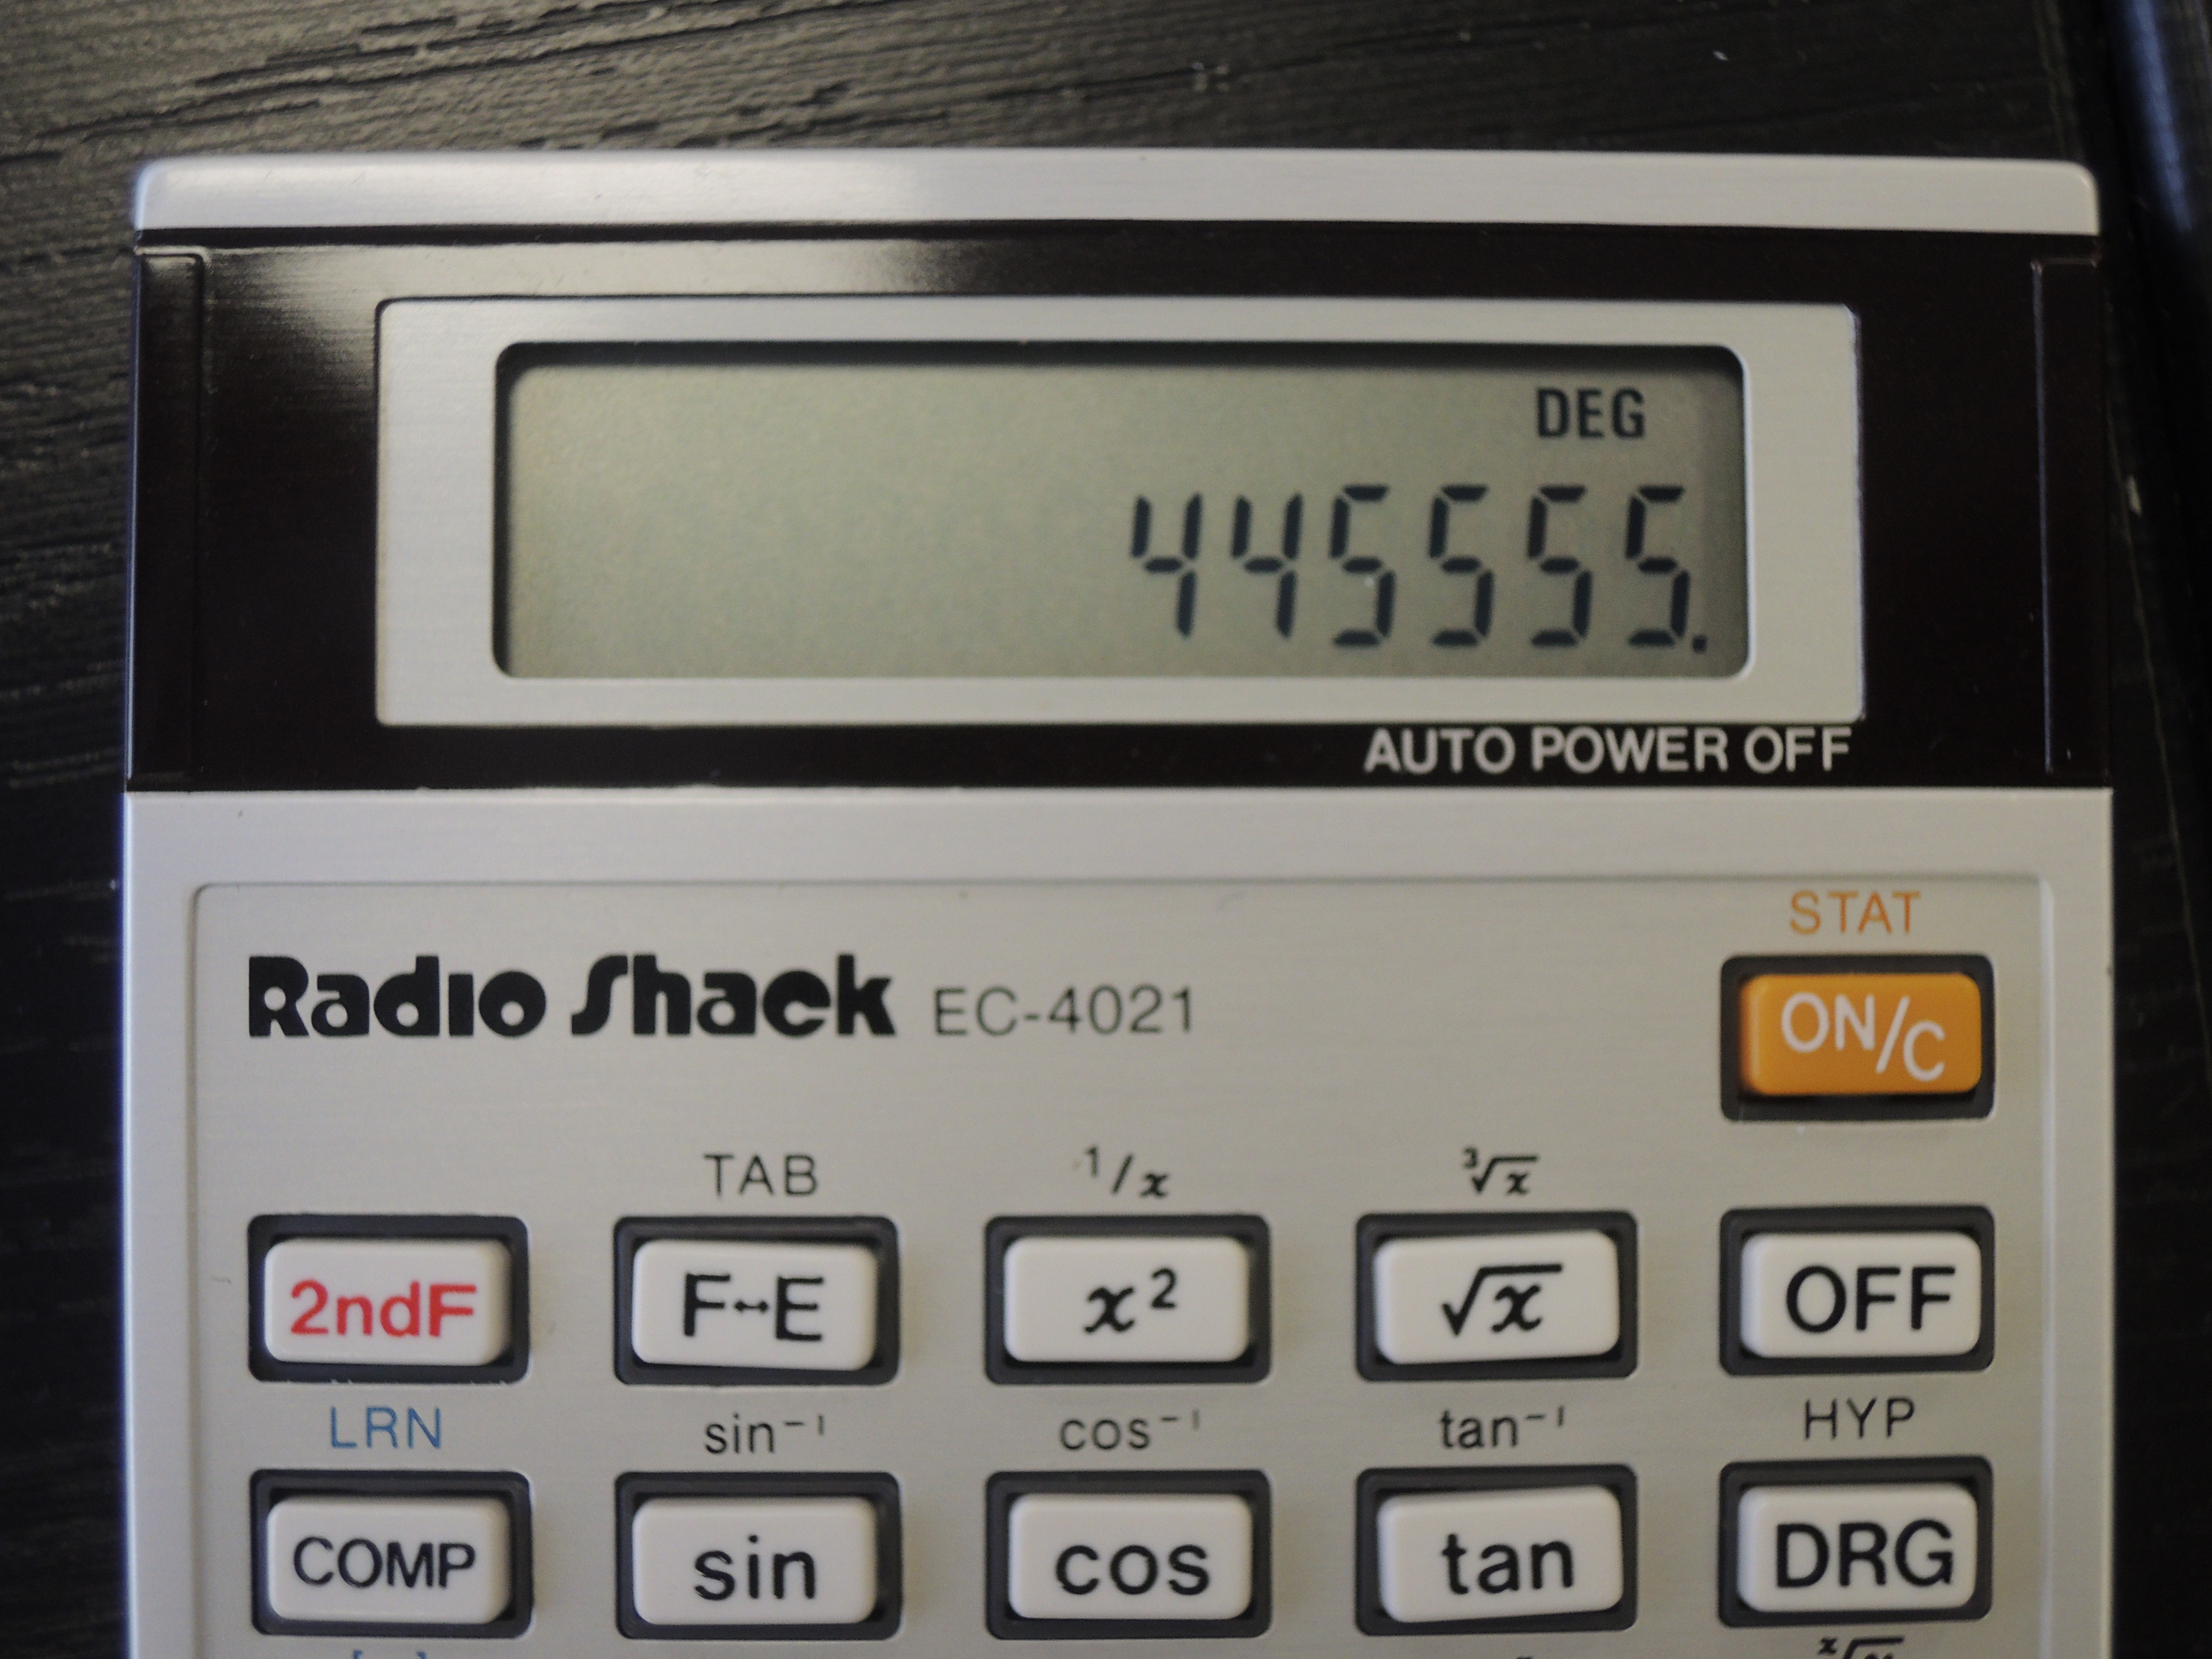 DEG
445555.
AUTO POWER OFF
STAT
Radio Shack EC-4021
ON/C
TAB 1/x ³√x
2ndF F↔E x² √x OFF
LRN sin⁻¹ cos⁻¹ tan⁻¹ HYP
COMP sin cos tan DRG